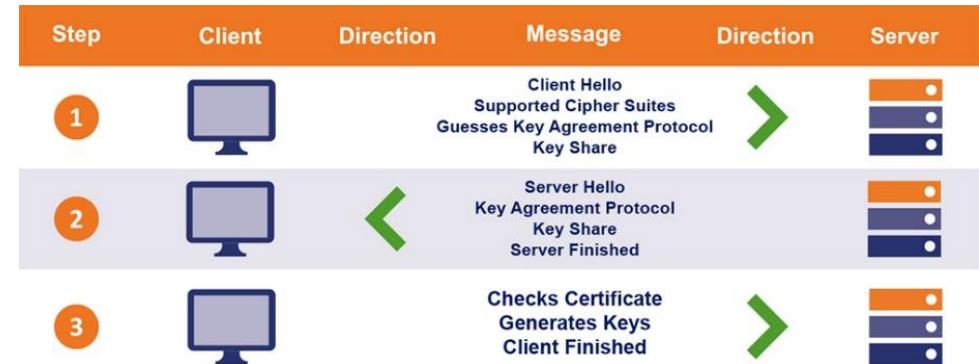 Step Client Direction Message Direction Server
1
Client Hello
Supported Cipher Suites
Guesses Key Agreement Protocol
Key Share
2
Server Hello
Key Agreement Protocol
Key Share
Server Finished
3
Checks Certificate
Generates Keys
Client Finished